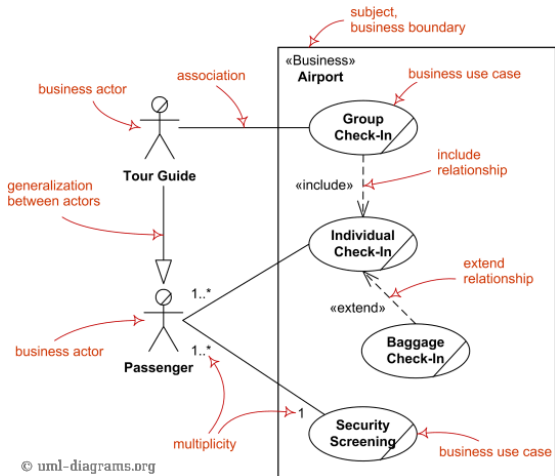 subject,
business boundary
«Business»
Airport
business use case
association
business actor
Group
Check-In
Tour Guide
«include»
include
relationship
generalization
between actors
Individual
Check-In
extend
relationship
1..*
«extend»
business actor
Passenger
1..*
Baggage
Check-In
multiplicity
1
Security
Screening
business use case
© uml-diagrams.org